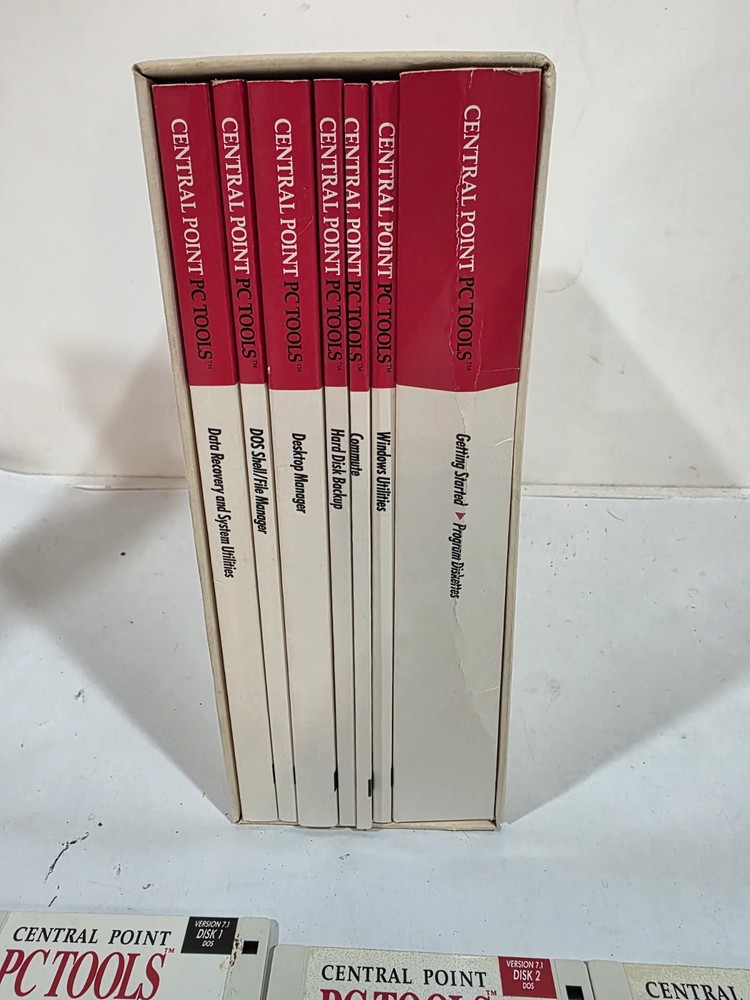 CENTRAL POINT PC TOOLS™
Data Recovery and System Utilities
CENTRAL POINT PC TOOLS™
DOS Shell/File Manager
CENTRAL POINT PC TOOLS™
Desktop Manager
CENTRAL POINT PC TOOLS™
Hard Disk Backup
CENTRAL POINT PC TOOLS™
Commute
CENTRAL POINT PC TOOLS™
Windows Utilities
CENTRAL POINT PC TOOLS™
Getting Started ▶ Program Diskettes
VERSION 7.1
DISK 1
DOS
CENTRAL POINT
PC TOOLS™
VERSION 7.1
DISK 2
DOS
CENTRAL POINT
PC TOOLS™
CENTRAL